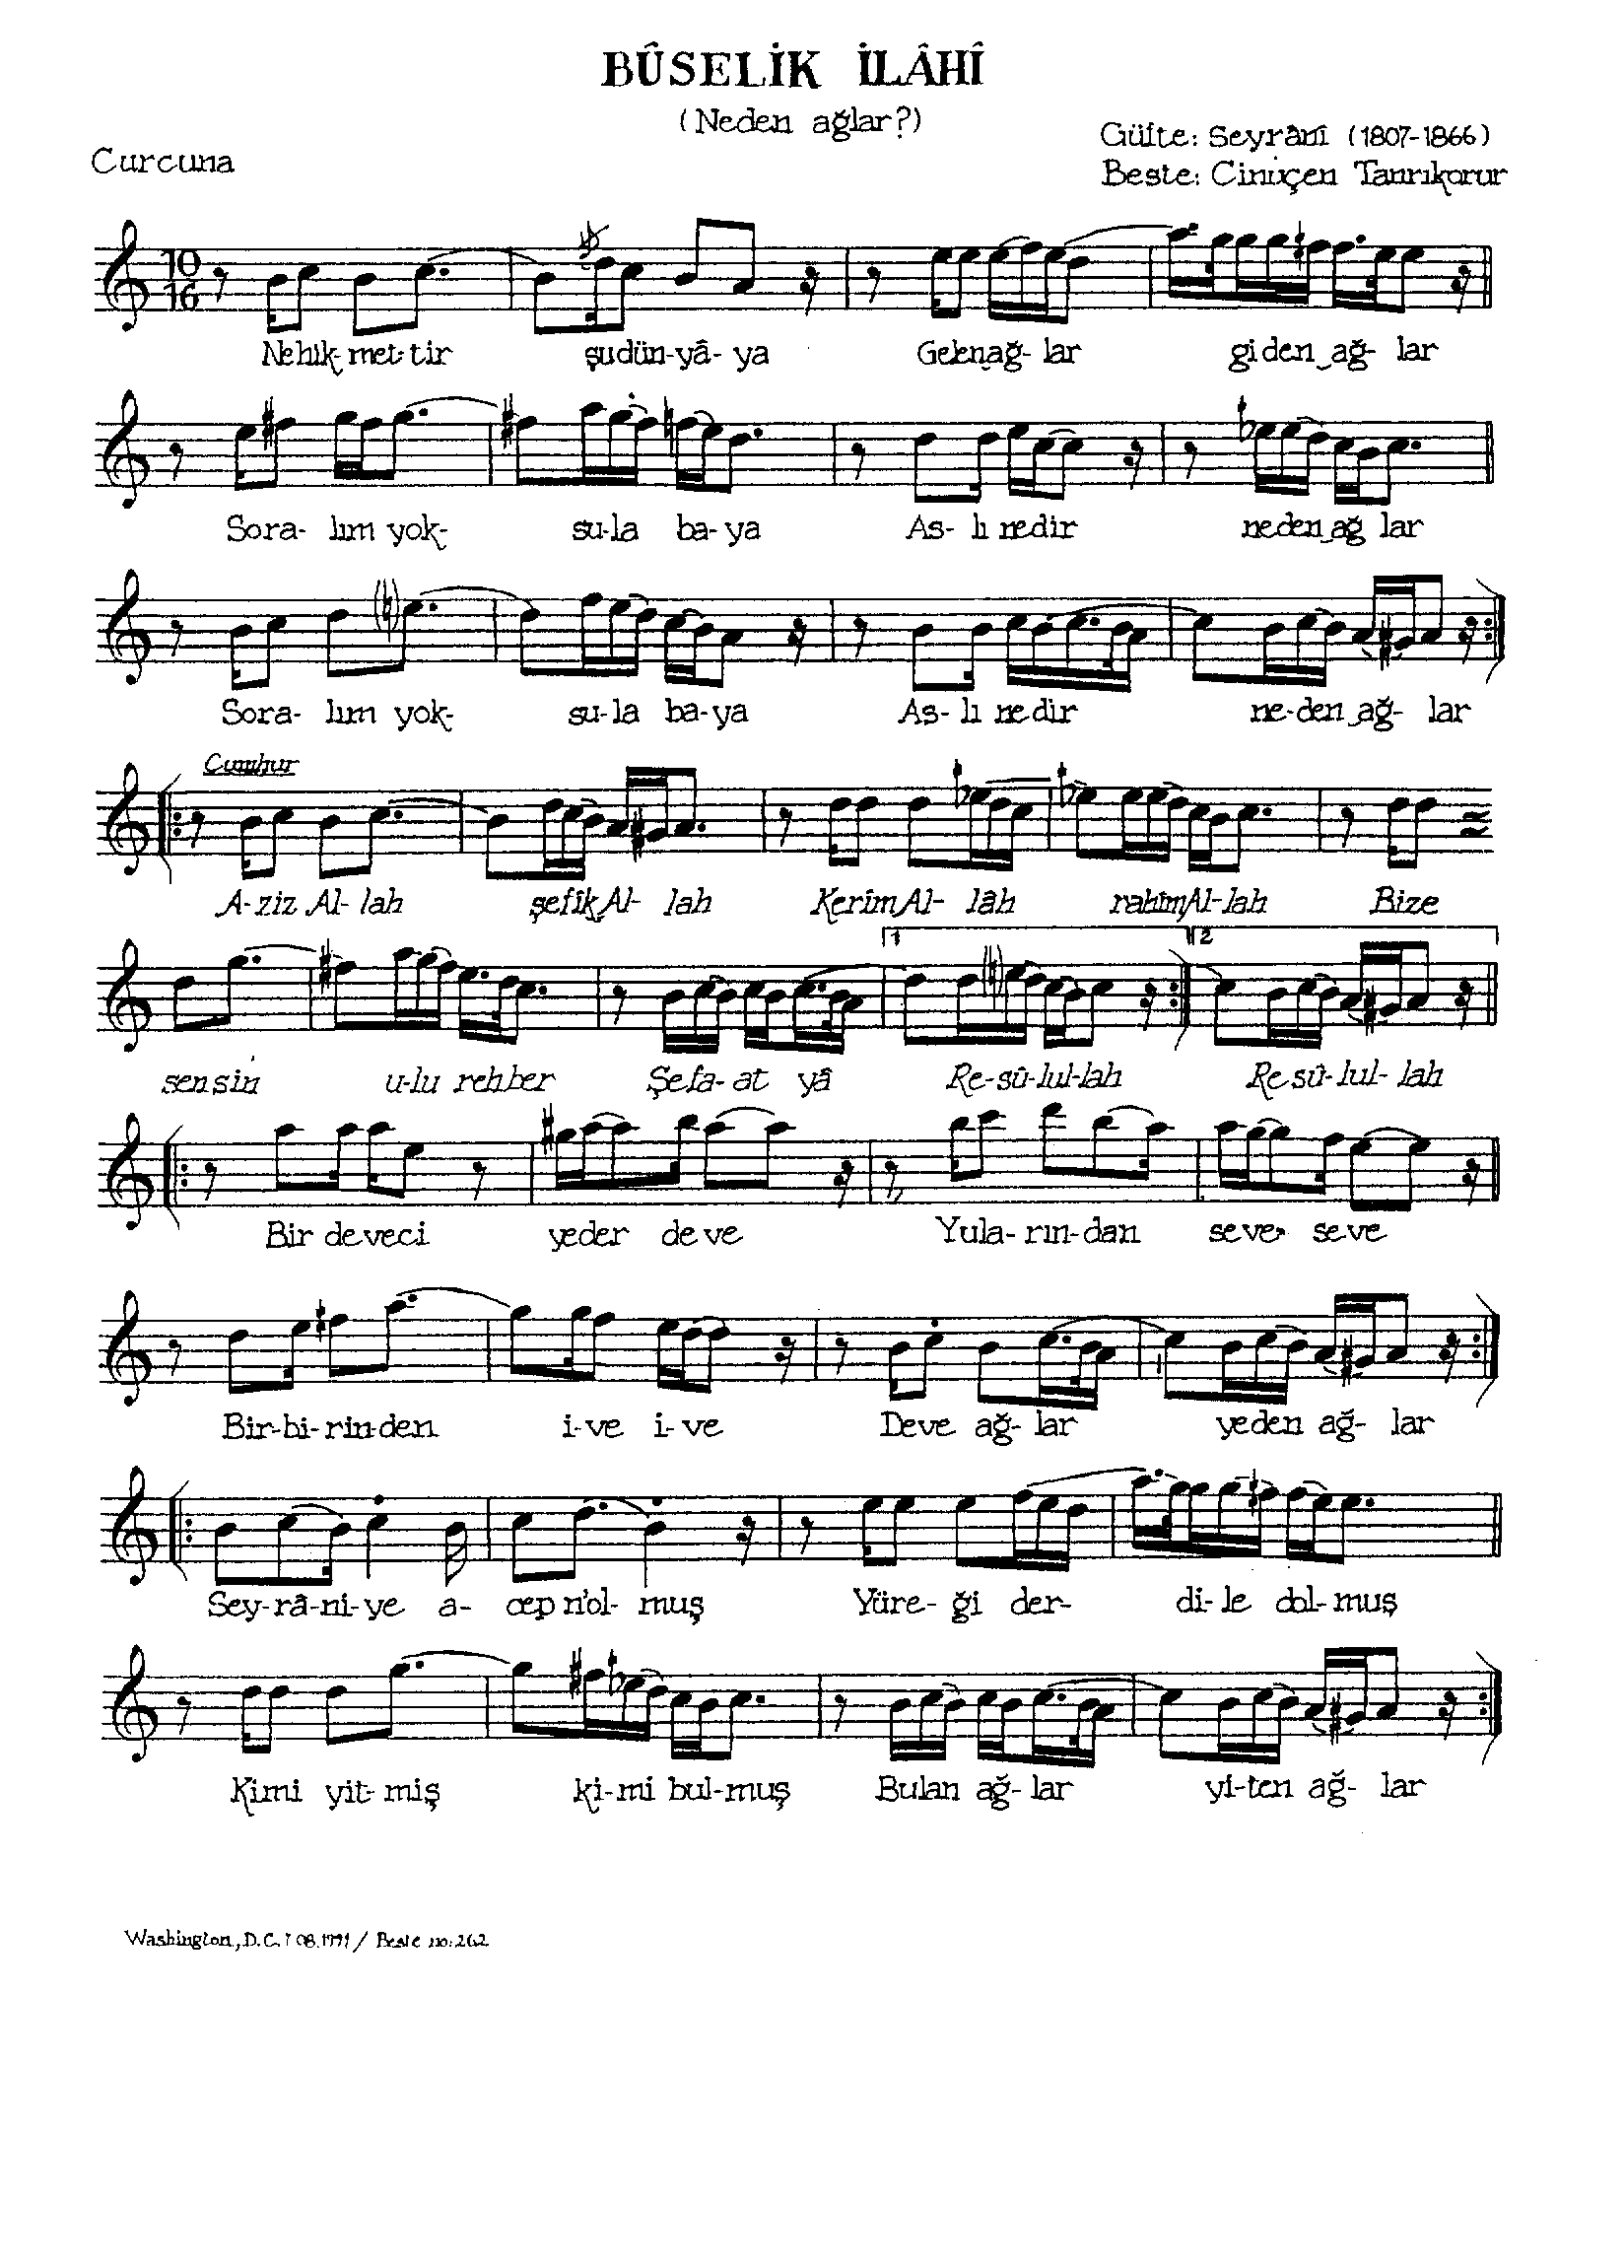 BÛSELİK İLÂHÎ
(Neden ağlar?)
Güfte: Seyrânî (1807-1866)
Curcuna
Beste: Cinüçen Tanrıkorur
10
16
Ne hik- met- tir şu dün-yâ- ya Gelen ağ- lar giden ağ- lar
Sora- lım yok- su-la ba-ya As- lı nedir neden ağ lar
Sora- lım yok- su-la ba-ya As- lı nedir ne-den ağ- lar
Cumhur
A-ziz Al- lah şefîk Al- lah Kerîm Al- lâh rahîm Al-lah Bize
1 2
sensin u-lu rehber Şefa- at yâ Re-sû-lul-lah Resû-lul- lah
Bir deveci yeder deve Yula- rın-dan seve- seve
Bir-bi-rin-den i-ve i-ve Deve ağ- lar yeden ağ- lar
Sey-râ-ni-ye a- cep n'ol- muş Yüre- ği der- di-le dol-muş
Kimi yit-miş ki-mi bul-muş Bulan ağ- lar yi-ten ağ- lar
Washington, D.C. 08.1991 / Beste no: 262